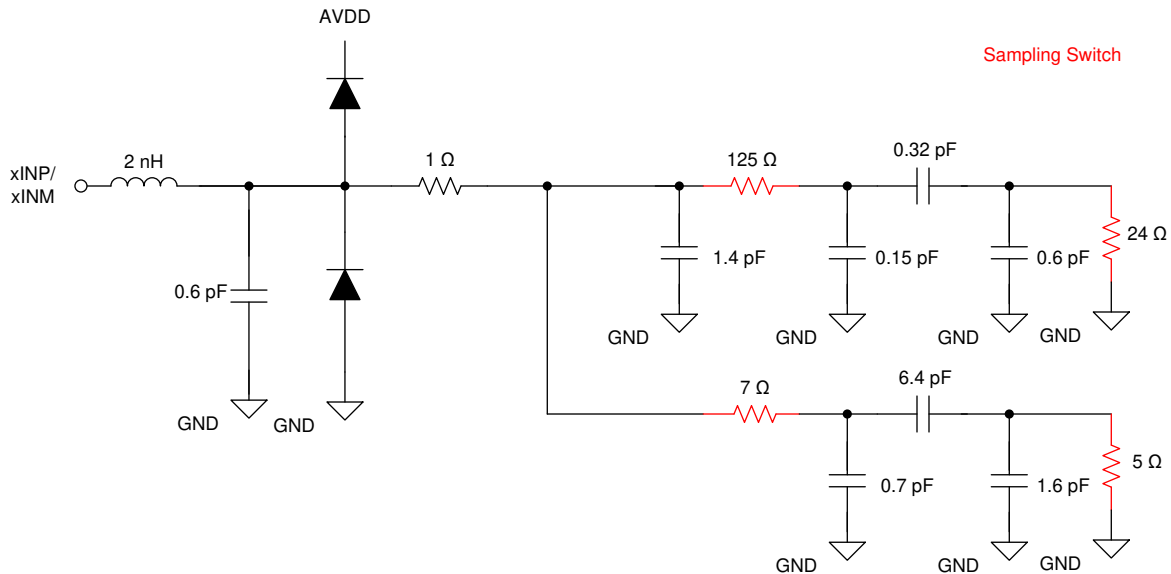 AVDD
Sampling Switch
xINP/
xINM
2 nH
1 Ω
125 Ω
0.32 pF
24 Ω
0.6 pF
1.4 pF
0.15 pF
0.6 pF
GND
GND
GND
GND
7 Ω
6.4 pF
GND
GND
0.7 pF
1.6 pF
5 Ω
GND
GND
GND